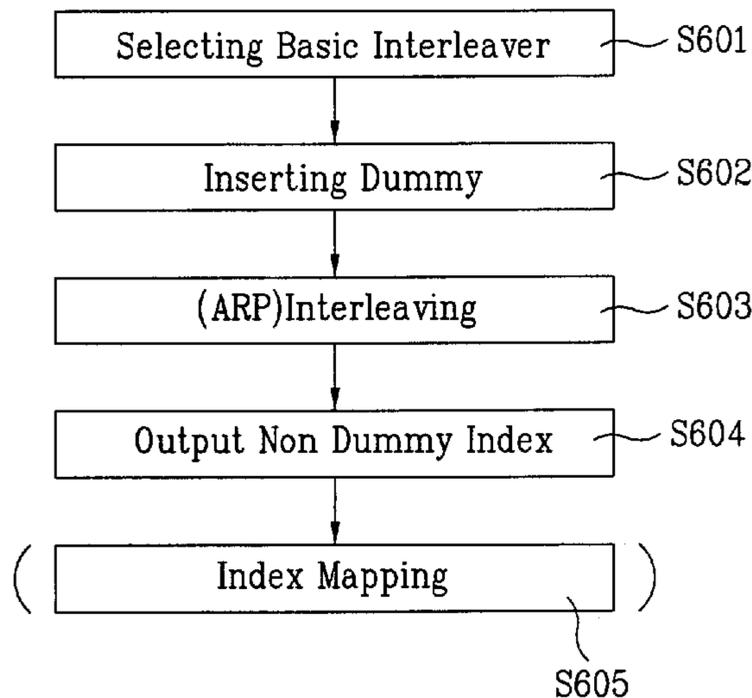 Selecting Basic Interleaver S601
Inserting Dummy S602
(ARP)Interleaving S603
Output Non Dummy Index S604
( Index Mapping )
S605